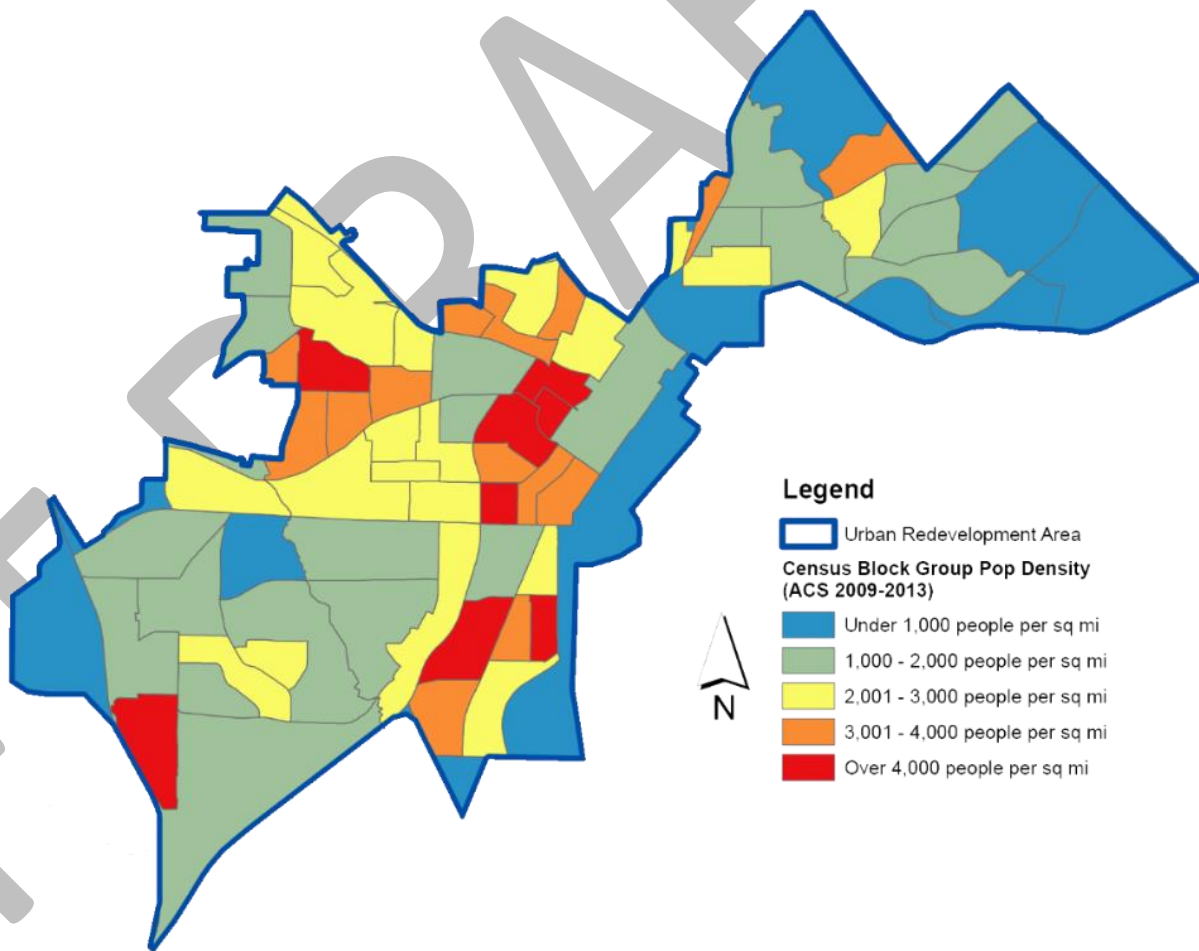 DRA
Legend
Urban Redevelopment Area
Census Block Group Pop Density
(ACS 2009-2013)
Under 1,000 people per sq mi
1,000 - 2,000 people per sq mi
2,001 - 3,000 people per sq mi
3,001 - 4,000 people per sq mi
Over 4,000 people per sq mi
N